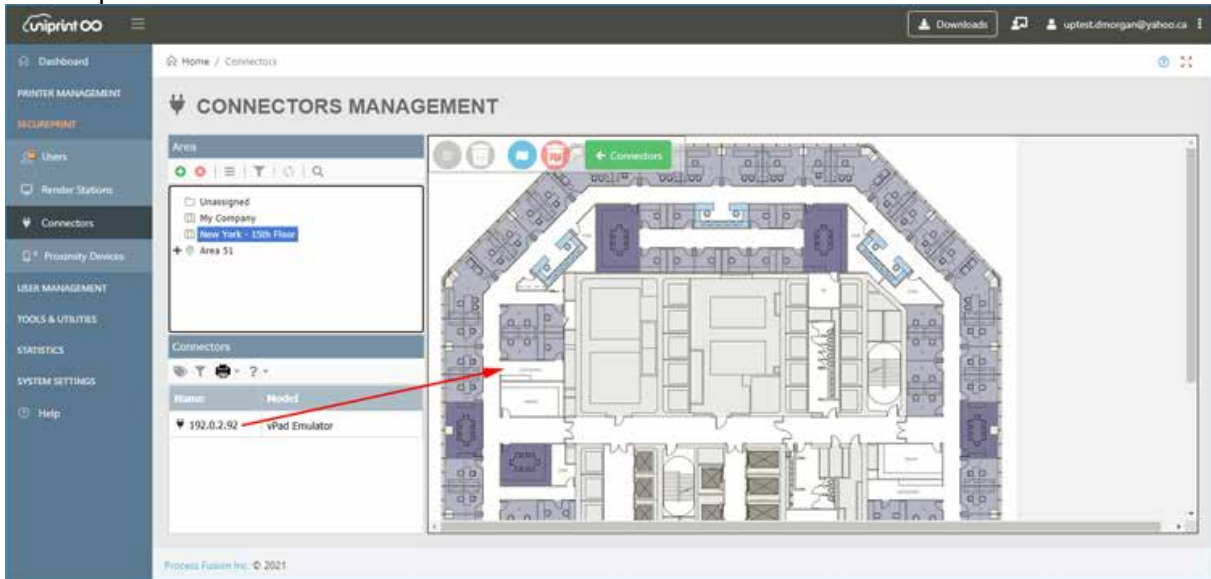 uniprint
Downloads
uptest.dmorgan@yahoo.ca
Dashboard
Home / Connectors
PRINTER MANAGEMENT
CONNECTORS MANAGEMENT
SECUREPRINT
Area
Users
Connectors
Render Stations
Unassigned
My Company
Connectors
New York - 15th Floor
Area 51
Proximity Devices
USER MANAGEMENT
TOOLS & UTILITIES
STATISTICS
Connectors
SYSTEM SETTINGS
Name Model
Help
192.0.2.92 vPad Emulator
Process Fusion Inc. © 2021